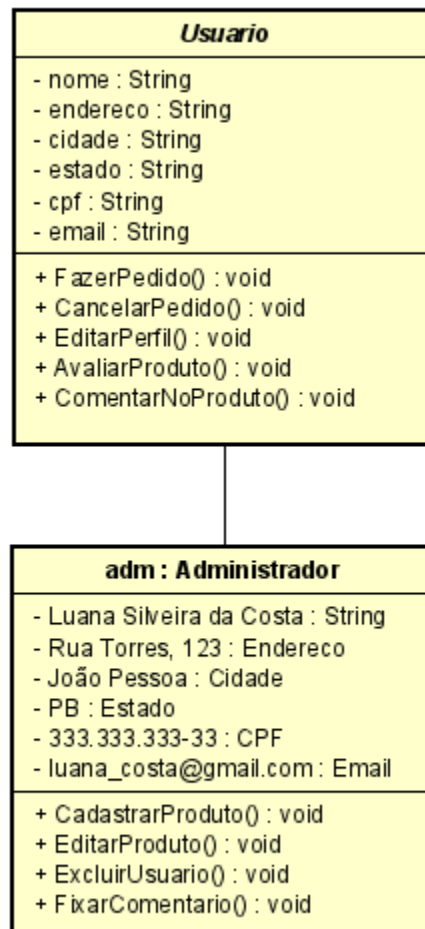 Usuario
- nome : String
- endereco : String
- cidade : String
- estado : String
- cpf : String
- email : String
+ FazerPedido() : void
+ CancelarPedido() : void
+ EditarPerfil() : void
+ AvaliarProduto() : void
+ ComentarNoProduto() : void
adm : Administrador
- Luana Silveira da Costa : String
- Rua Torres, 123 : Endereco
- João Pessoa : Cidade
- PB : Estado
- 333.333.333-33 : CPF
- luana_costa@gmail.com : Email
+ CadastrarProduto() : void
+ EditarProduto() : void
+ ExcluirUsuario() : void
+ FixarComentario() : void